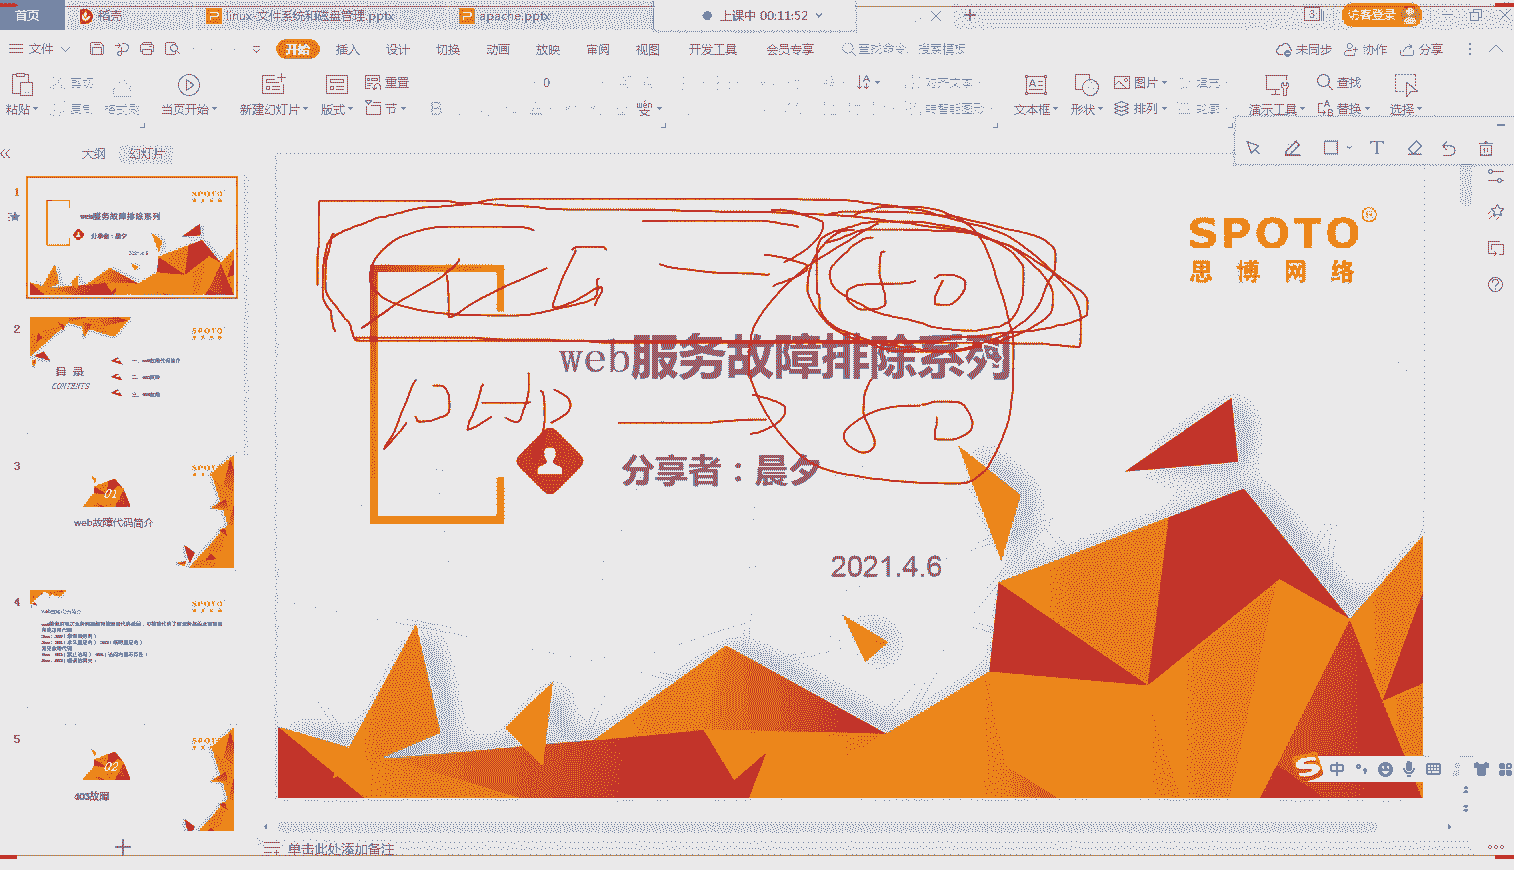 首页
稻壳
linux-文件系统和磁盘管理.pptx
apache.pptx
上课中 00:11:52
访客登录
文件
开始
插入
设计
切换
动画
放映
审阅
视图
开发工具
会员专享
查找命令、搜索模板
未同步
协作
分享
粘贴
剪切
复制
格式刷
当页开始
新建幻灯片
版式
重置
节
0
B
wén
变
对齐文本
转智能图形
文本框
形状
图片
填充
排列
轮廓
演示工具
查找
替换
选择
大纲
幻灯片
1
SPOTO
web服务故障排除系列
分享者：晨夕
2
SPOTO
目 录
CONTENTS
3
01
web故障代码简介
4
SPOTO
5
02
403故障
SPOTO®
思博网络
80
web服务故障排除系列
PHP
80
分享者：晨夕
2021.4.6
中
单击此处添加备注